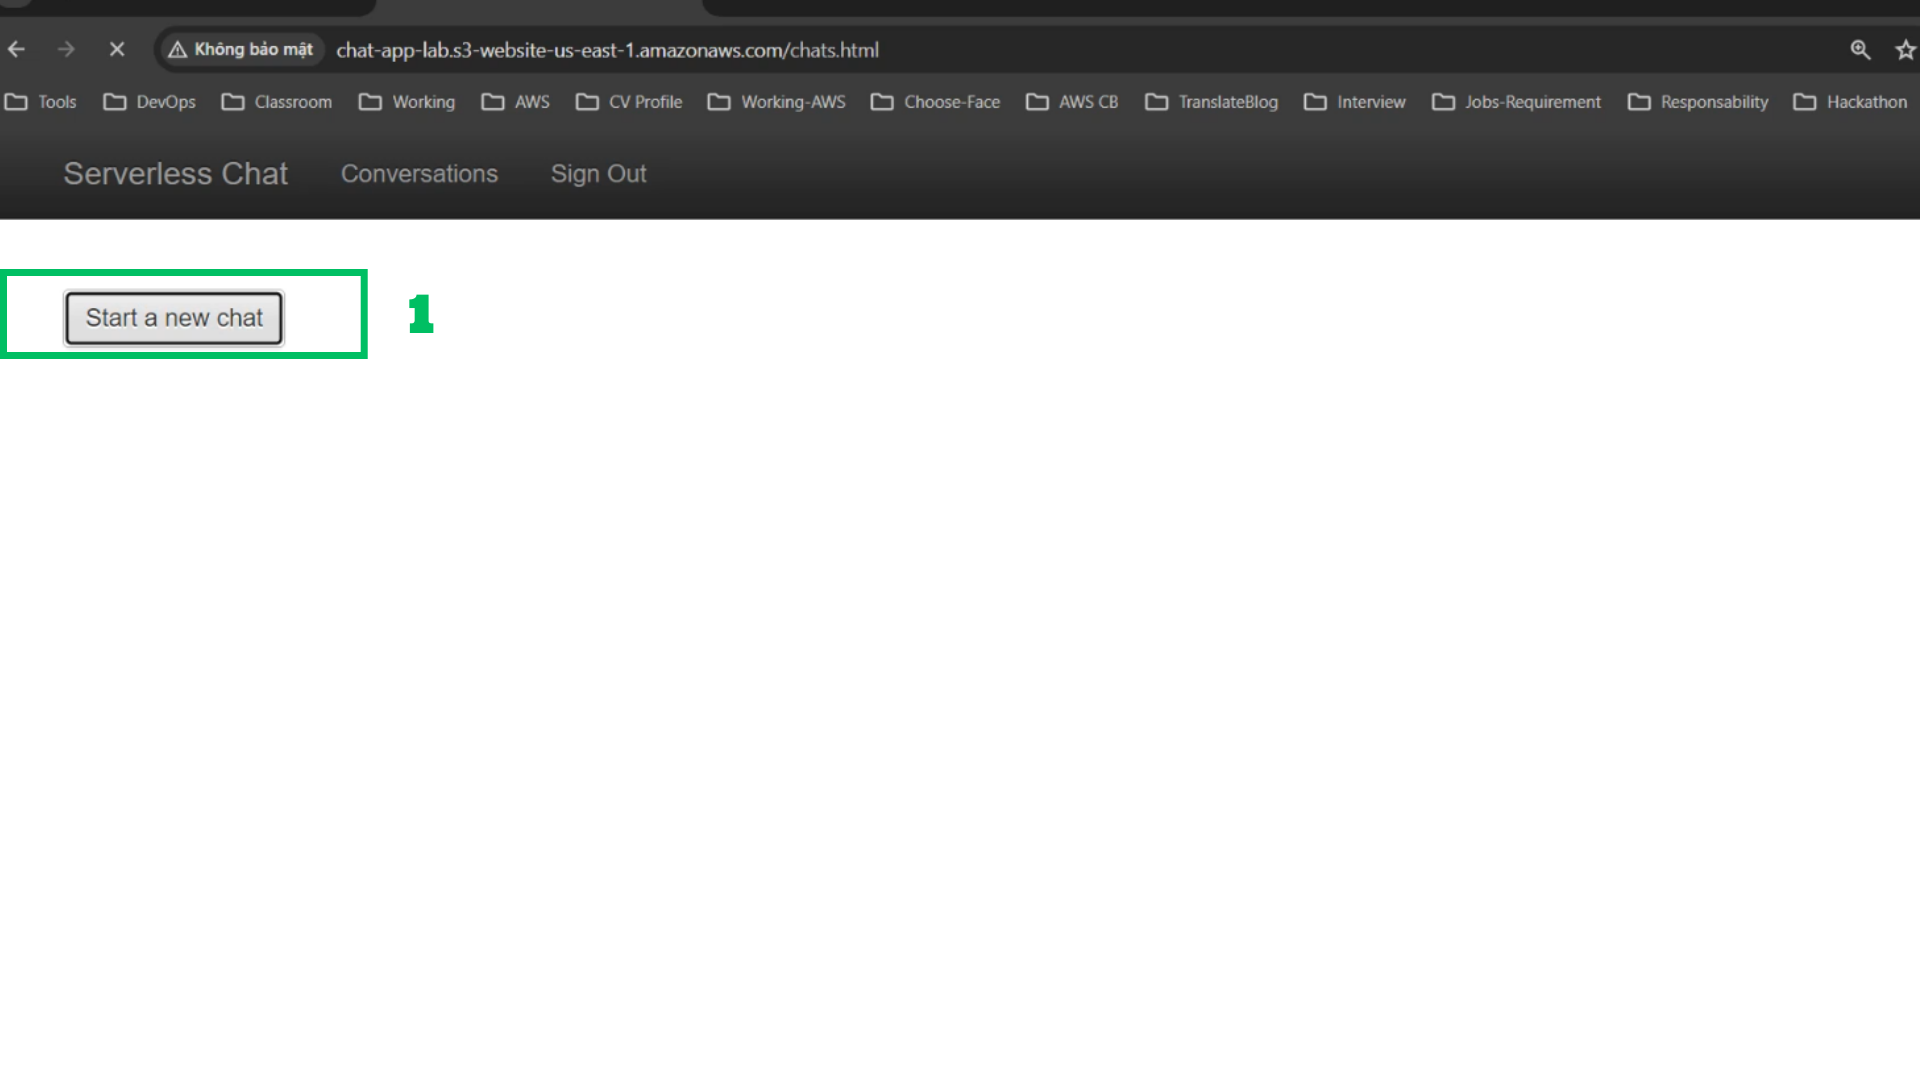 Không bảo mật chat-app-lab.s3-website-us-east-1.amazonaws.com/chats.html
Tools DevOps Classroom Working AWS CV Profile Working-AWS Choose-Face AWS CB TranslateBlog Interview Jobs-Requirement Responsability Hackathon
Serverless Chat Conversations Sign Out
Start a new chat 1